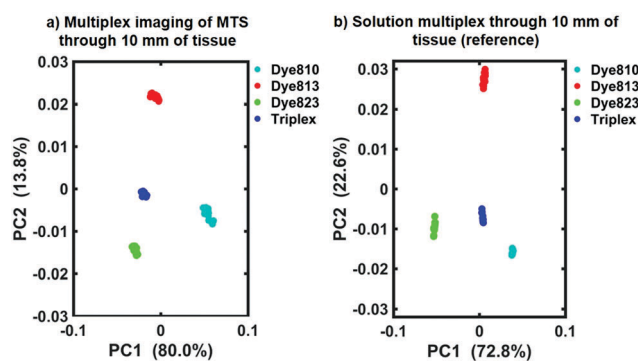 a) Multiplex imaging of MTS
through 10 mm of tissue
0.03
0.02
0.01
0
-0.01
-0.02
-0.03
PC2 (13.8%)
-0.1
0
0.1
PC1 (80.0%)
Dye810
Dye813
Dye823
Triplex
b) Solution multiplex through 10 mm of
tissue (reference)
0.03
0.02
0.01
0
-0.01
-0.02
-0.03
PC2 (22.6%)
-0.1
0
0.1
PC1 (72.8%)
Dye810
Dye813
Dye823
Triplex